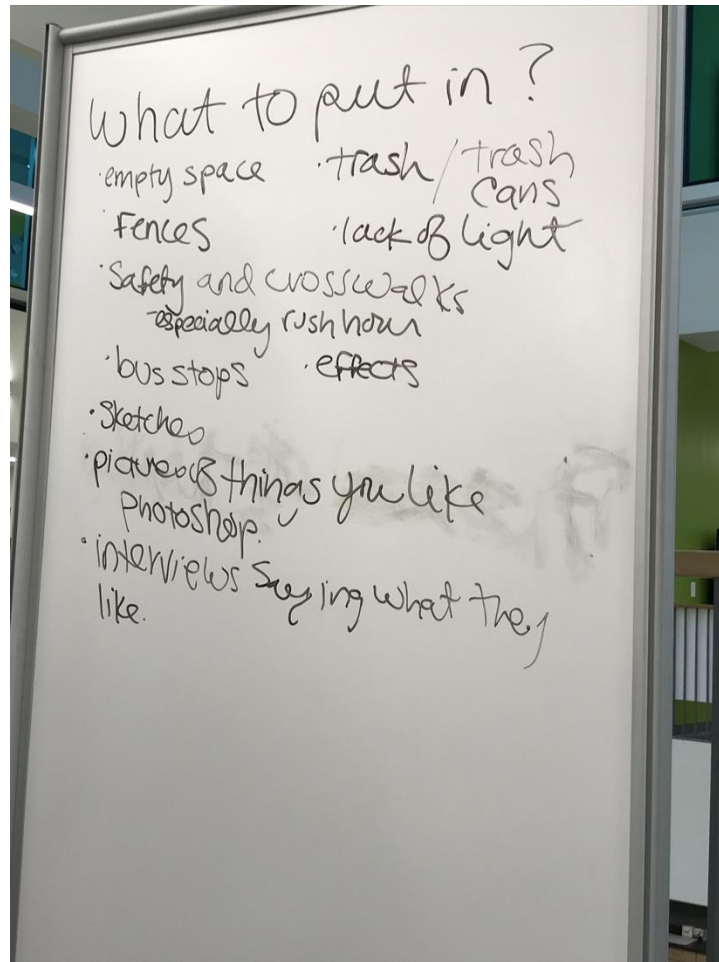 What to put in?
· empty space · trash / trash
cans
· Fences · lack of light
· Safety and crosswalks
- especially rush hour
· bus stops · effects
· Sketches
· picures of things you like
photoshop.
· interviews Saying what they
like.